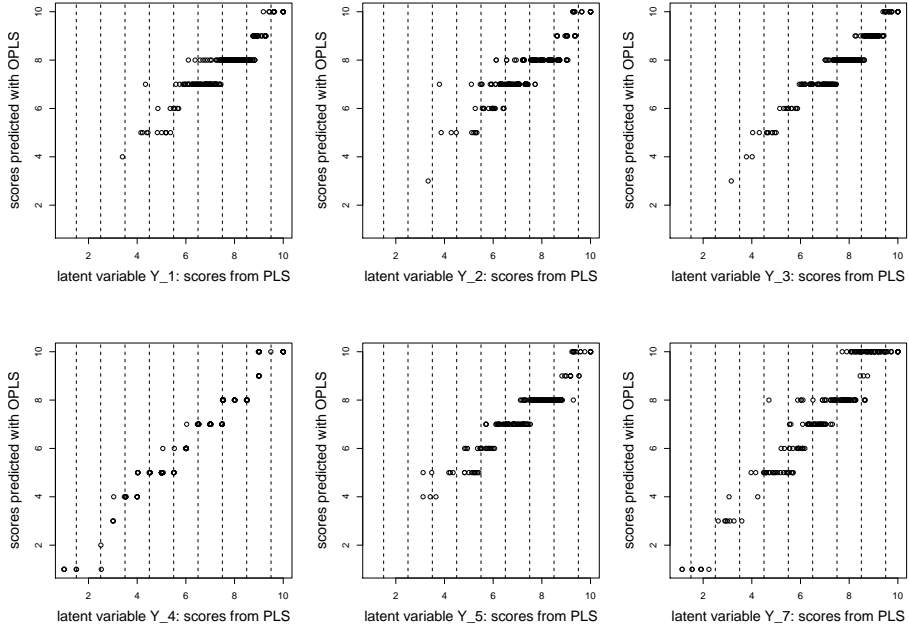 10
8
6
4
2
scores predicted with OPLS
2 4 6 8 10
latent variable Y_1: scores from PLS
10
8
6
4
2
scores predicted with OPLS
2 4 6 8 10
latent variable Y_2: scores from PLS
10
8
6
4
2
scores predicted with OPLS
2 4 6 8 10
latent variable Y_3: scores from PLS
10
8
6
4
2
scores predicted with OPLS
2 4 6 8 10
latent variable Y_4: scores from PLS
10
8
6
4
2
scores predicted with OPLS
2 4 6 8 10
latent variable Y_5: scores from PLS
10
8
6
4
2
scores predicted with OPLS
2 4 6 8 10
latent variable Y_7: scores from PLS